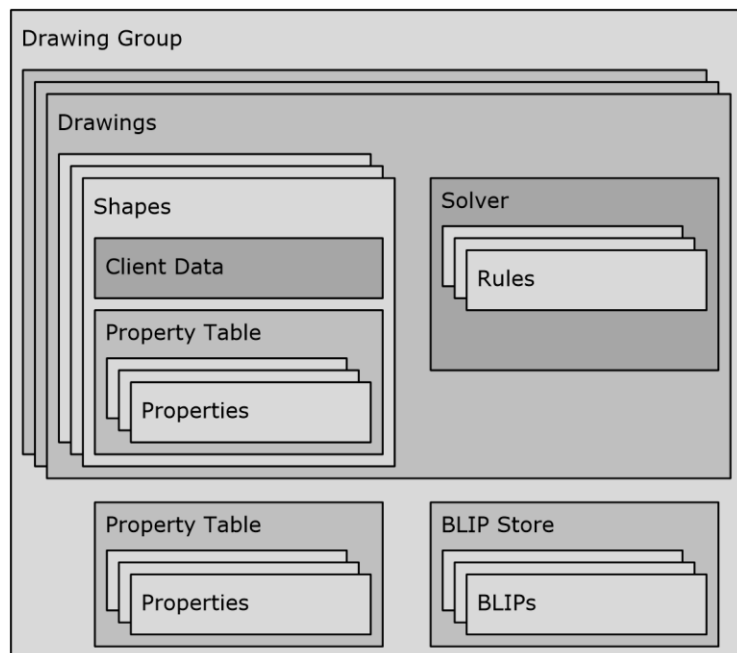 Drawing Group
Drawings
Shapes
Client Data
Property Table
Properties
Solver
Rules
Property Table
Properties
BLIP Store
BLIPs